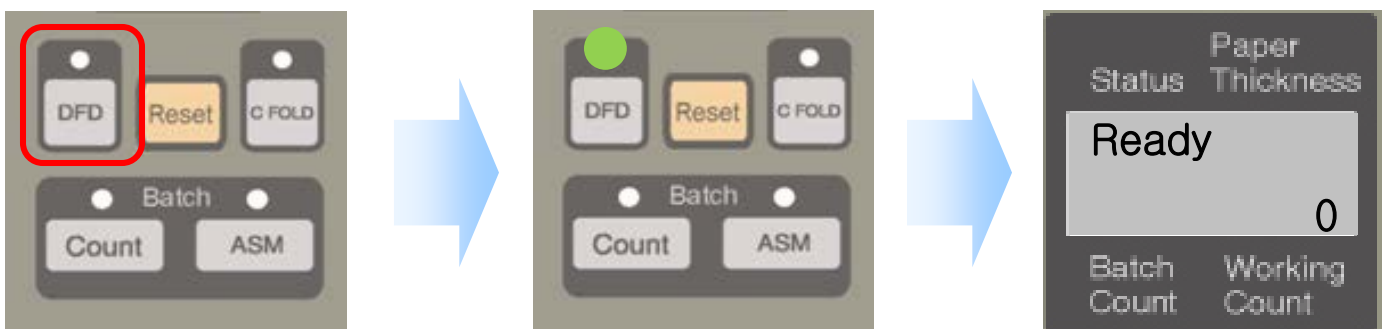 DFD Reset C FOLD
Batch
Count ASM
DFD Reset C FOLD
Batch
Count ASM
Paper
Status Thickness
Ready
0
Batch Working
Count Count